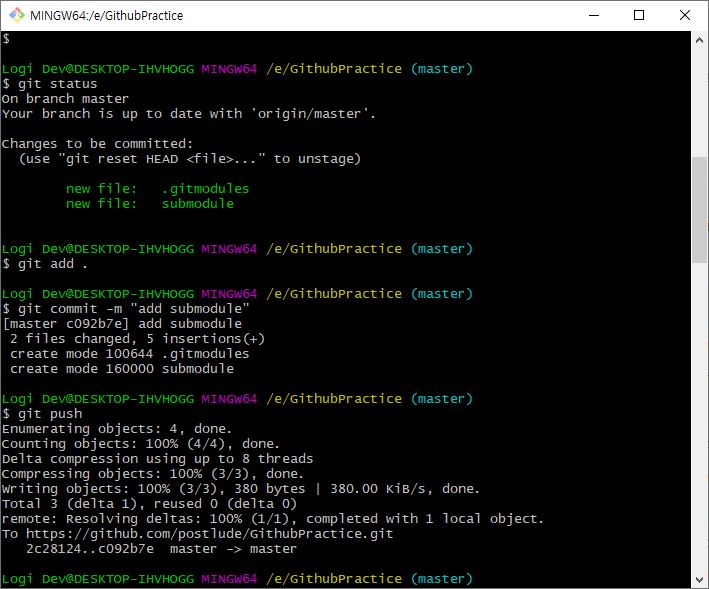 MINGW64:/e/GithubPractice
$
Logi Dev@DESKTOP-IHVHOGG MINGW64 /e/GithubPractice (master)
$ git status
On branch master
Your branch is up to date with 'origin/master'.
Changes to be committed:
  (use "git reset HEAD <file>..." to unstage)
        new file:   .gitmodules
        new file:   submodule
Logi Dev@DESKTOP-IHVHOGG MINGW64 /e/GithubPractice (master)
$ git add .
Logi Dev@DESKTOP-IHVHOGG MINGW64 /e/GithubPractice (master)
$ git commit -m "add submodule"
[master c092b7e] add submodule
 2 files changed, 5 insertions(+)
 create mode 100644 .gitmodules
 create mode 160000 submodule
Logi Dev@DESKTOP-IHVHOGG MINGW64 /e/GithubPractice (master)
$ git push
Enumerating objects: 4, done.
Counting objects: 100% (4/4), done.
Delta compression using up to 8 threads
Compressing objects: 100% (3/3), done.
Writing objects: 100% (3/3), 380 bytes | 380.00 KiB/s, done.
Total 3 (delta 1), reused 0 (delta 0)
remote: Resolving deltas: 100% (1/1), completed with 1 local object.
To https://github.com/postlude/GithubPractice.git
   2c28124..c092b7e  master -> master
Logi Dev@DESKTOP-IHVHOGG MINGW64 /e/GithubPractice (master)